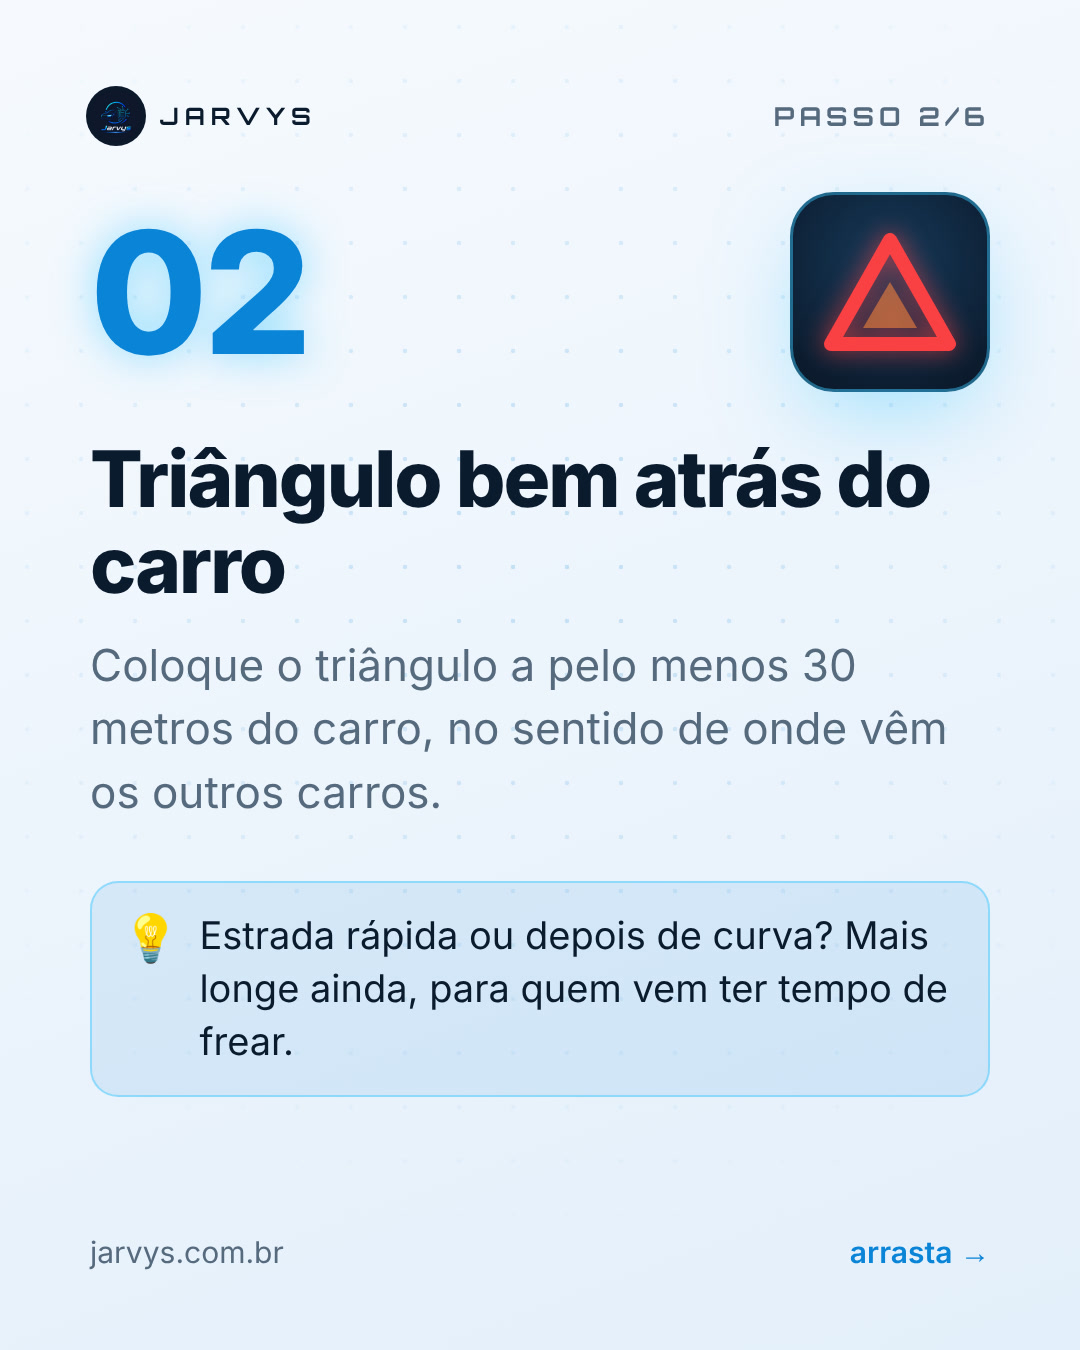 Jarvys
JARVYS
PASSO 2/6
02
Triângulo bem atrás do
carro
Coloque o triângulo a pelo menos 30
metros do carro, no sentido de onde vêm
os outros carros.
Estrada rápida ou depois de curva? Mais
longe ainda, para quem vem ter tempo de
frear.
jarvys.com.br
arrasta →